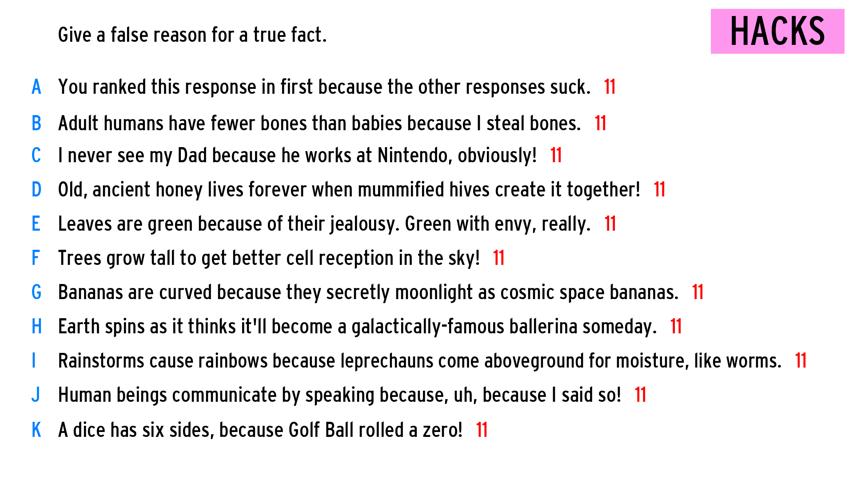 Give a false reason for a true fact.
HACKS
A You ranked this response in first because the other responses suck. 11
B Adult humans have fewer bones than babies because I steal bones. 11
C I never see my Dad because he works at Nintendo, obviously! 11
D Old, ancient honey lives forever when mummified hives create it together! 11
E Leaves are green because of their jealousy. Green with envy, really. 11
F Trees grow tall to get better cell reception in the sky! 11
G Bananas are curved because they secretly moonlight as cosmic space bananas. 11
H Earth spins as it thinks it'll become a galactically-famous ballerina someday. 11
I Rainstorms cause rainbows because leprechauns come aboveground for moisture, like worms. 11
J Human beings communicate by speaking because, uh, because I said so! 11
K A dice has six sides, because Golf Ball rolled a zero! 11